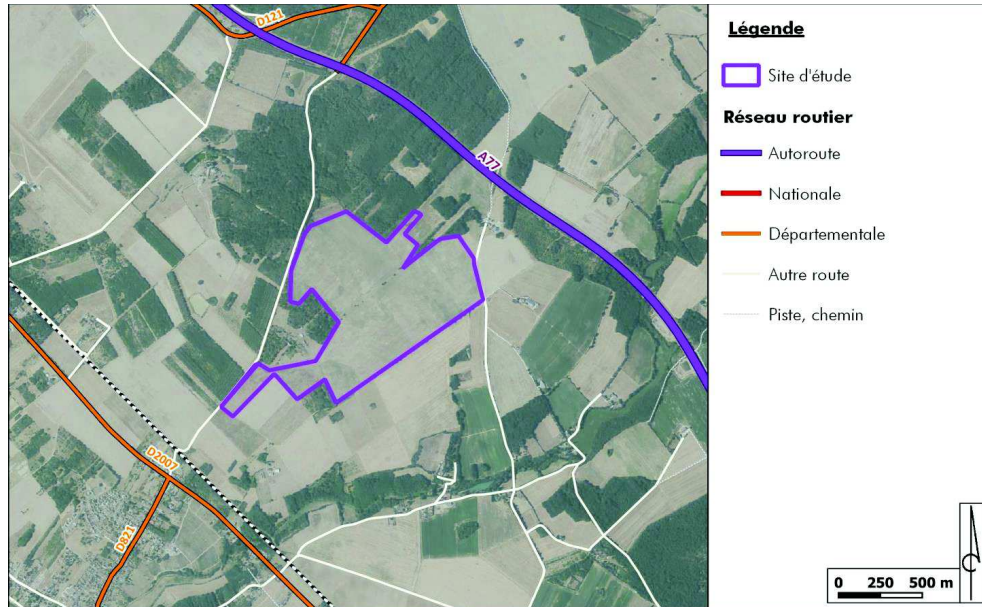 D121
A77
D2007
D821
Légende
Site d'étude
Réseau routier
Autoroute
Nationale
Départementale
Autre route
Piste, chemin
0 250 500 m